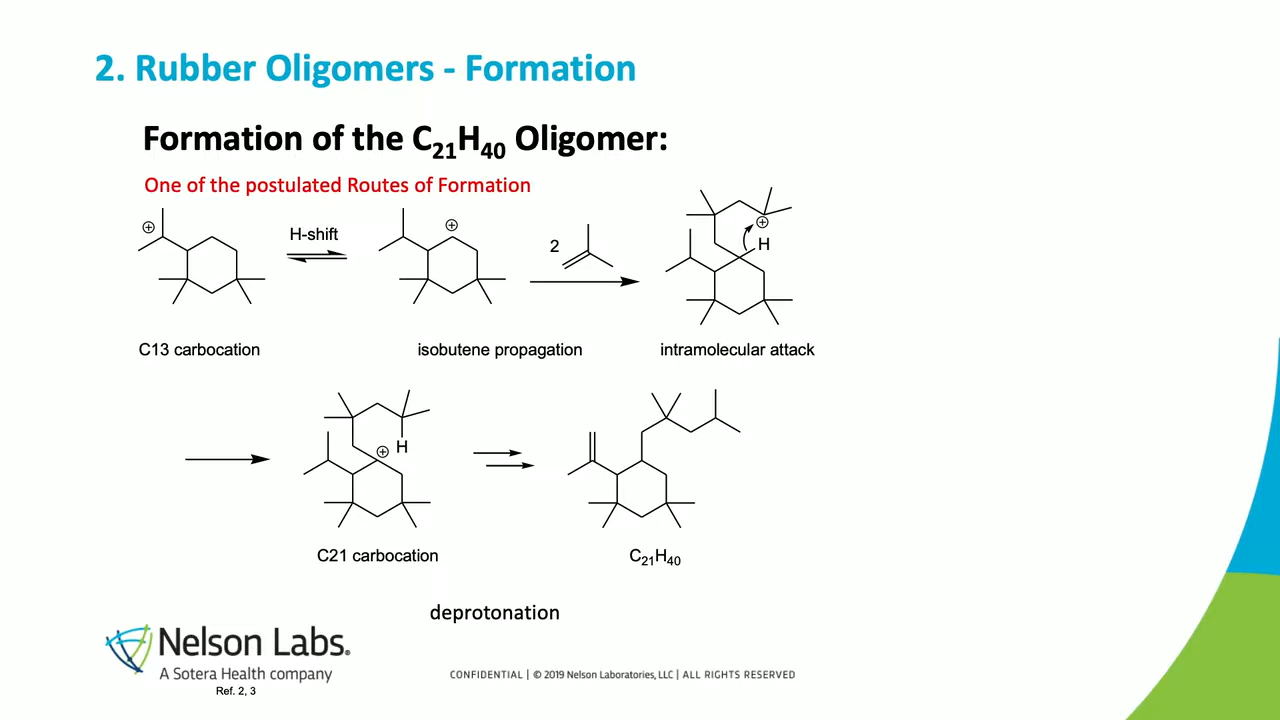 2. Rubber Oligomers - Formation
Formation of the C₂₁H₄₀ Oligomer:
One of the postulated Routes of Formation
⊕
H-shift
⊕
2
⊕
H
C13 carbocation
isobutene propagation
intramolecular attack
⊕
H
C21 carbocation
C₂₁H₄₀
deprotonation
Nelson Labs®
A Sotera Health company
CONFIDENTIAL | © 2019 Nelson Laboratories, LLC | ALL RIGHTS RESERVED
Ref. 2, 3